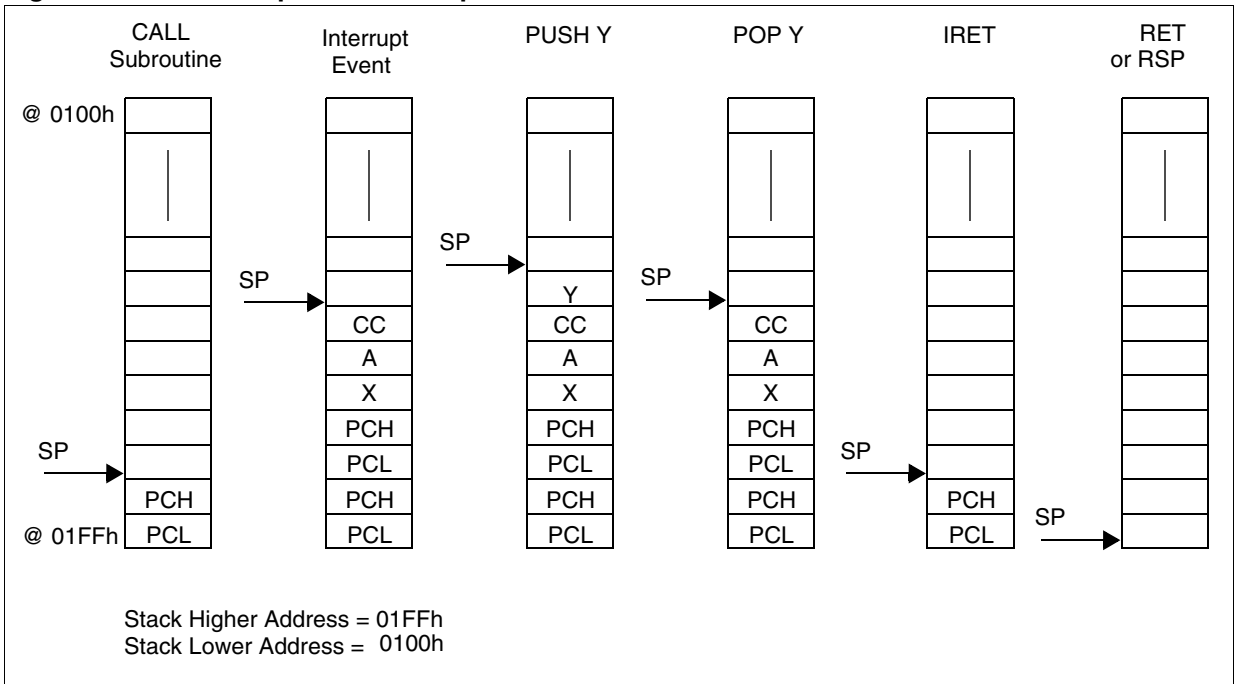 CALL
Subroutine
Interrupt
Event
PUSH Y
POP Y
IRET
RET
or RSP
@ 0100h
SP
SP
SP
Y
CC
CC
CC
A
A
A
X
X
X
PCH
PCH
PCH
SP
PCL
PCL
PCL
SP
PCH
PCH
PCH
PCH
PCH
SP
@ 01FFh
PCL
PCL
PCL
PCL
PCL
Stack Higher Address = 01FFh
Stack Lower Address = 0100h